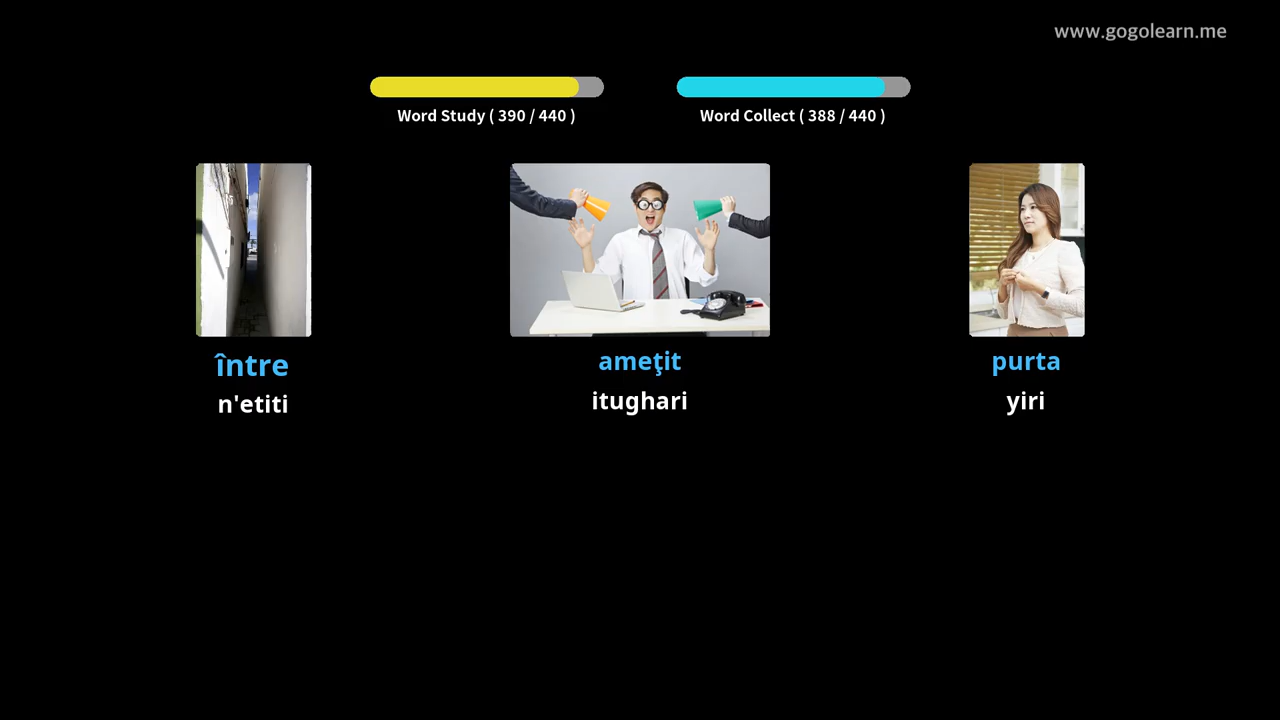 www.gogolearn.me
Word Study ( 390 / 440 )
Word Collect ( 388 / 440 )
între
ameţit
purta
n'etiti
itughari
yiri